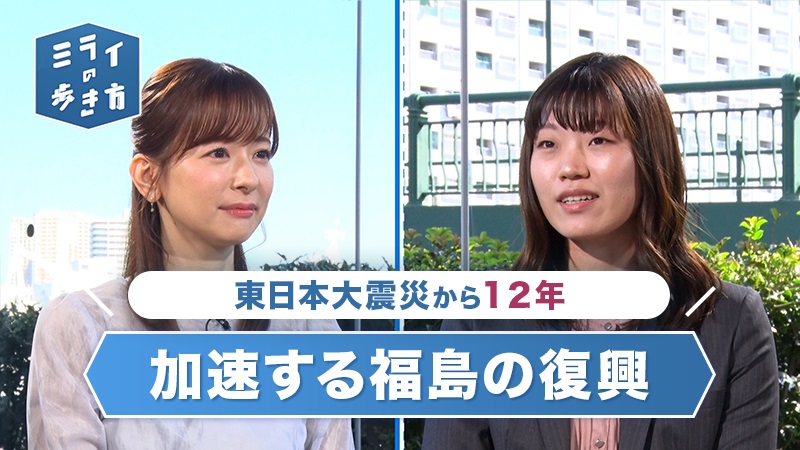 ミライ
の
歩き方
東日本大震災から12年
加速する福島の復興